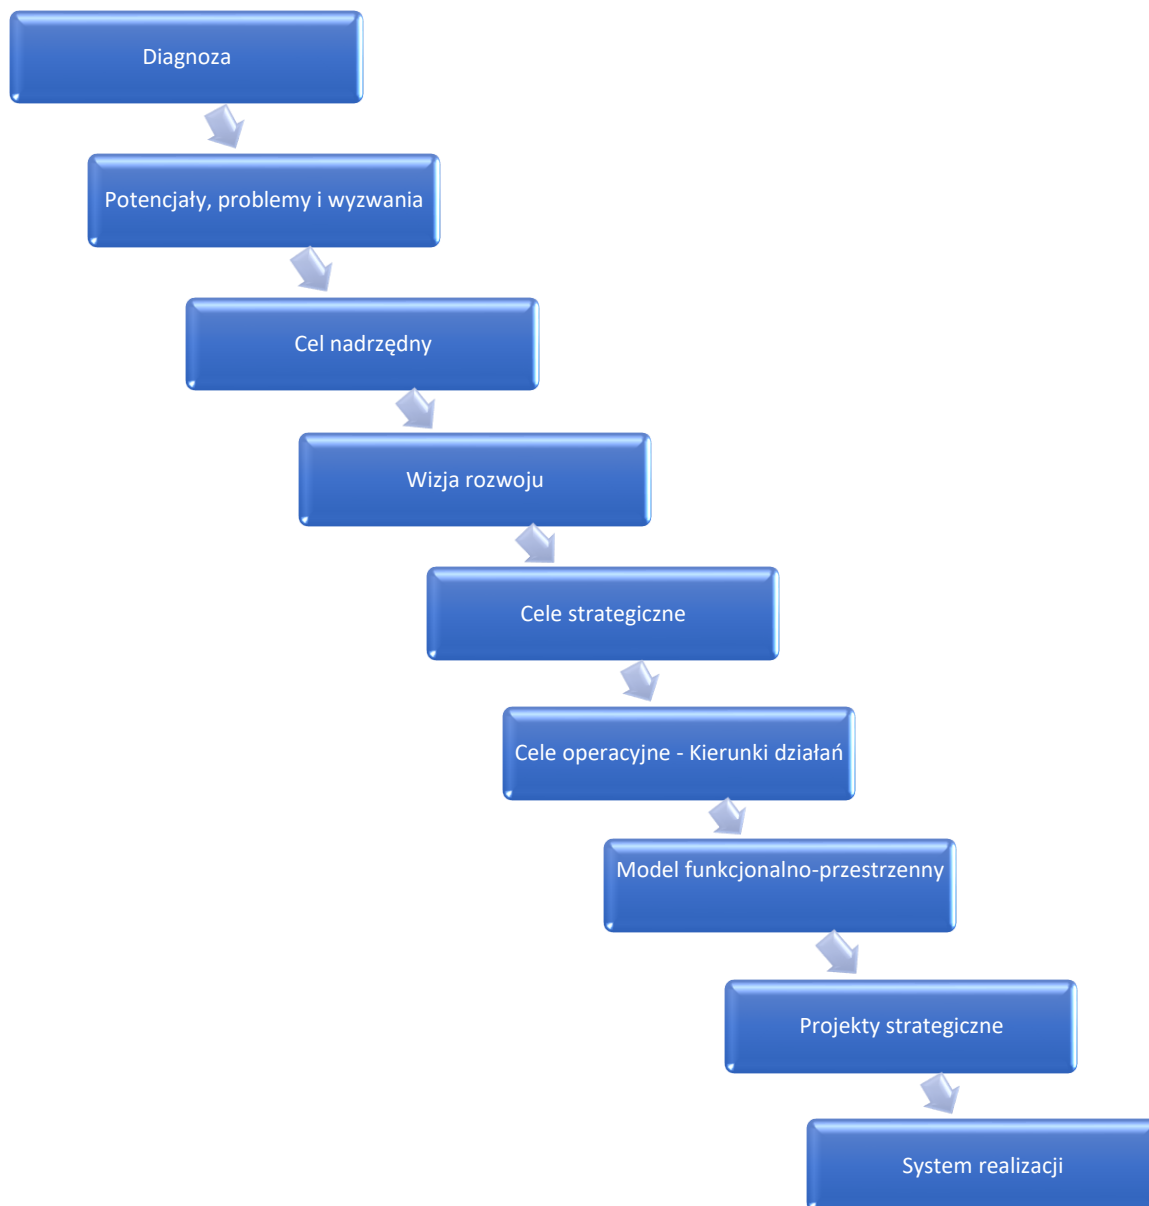 Diagnoza
Potencjały, problemy i wyzwania
Cel nadrzędny
Wizja rozwoju
Cele strategiczne
Cele operacyjne - Kierunki działań
Model funkcjonalno-przestrzenny
Projekty strategiczne
System realizacji